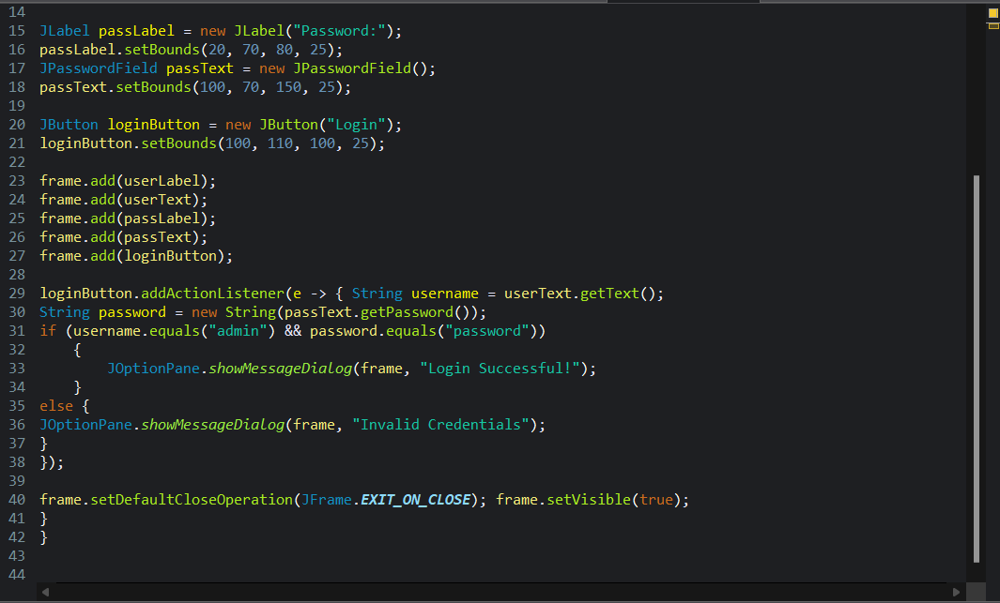 14
15 JLabel passLabel = new JLabel("Password:");
16 passLabel.setBounds(20, 70, 80, 25);
17 JPasswordField passText = new JPasswordField();
18 passText.setBounds(100, 70, 150, 25);
19
20 JButton loginButton = new JButton("Login");
21 loginButton.setBounds(100, 110, 100, 25);
22
23 frame.add(userLabel);
24 frame.add(userText);
25 frame.add(passLabel);
26 frame.add(passText);
27 frame.add(loginButton);
28
29 loginButton.addActionListener(e -> { String username = userText.getText();
30 String password = new String(passText.getPassword());
31 if (username.equals("admin") && password.equals("password"))
32     {
33         JOptionPane.showMessageDialog(frame, "Login Successful!");
34     }
35 else {
36 JOptionPane.showMessageDialog(frame, "Invalid Credentials");
37 }
38 });
39
40 frame.setDefaultCloseOperation(JFrame.EXIT_ON_CLOSE); frame.setVisible(true);
41 }
42 }
43
44